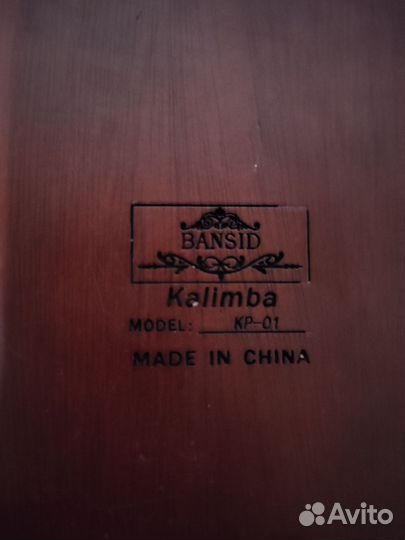 BANSID
Kalimba
MODEL: KP-01
MADE IN CHINA
Avito